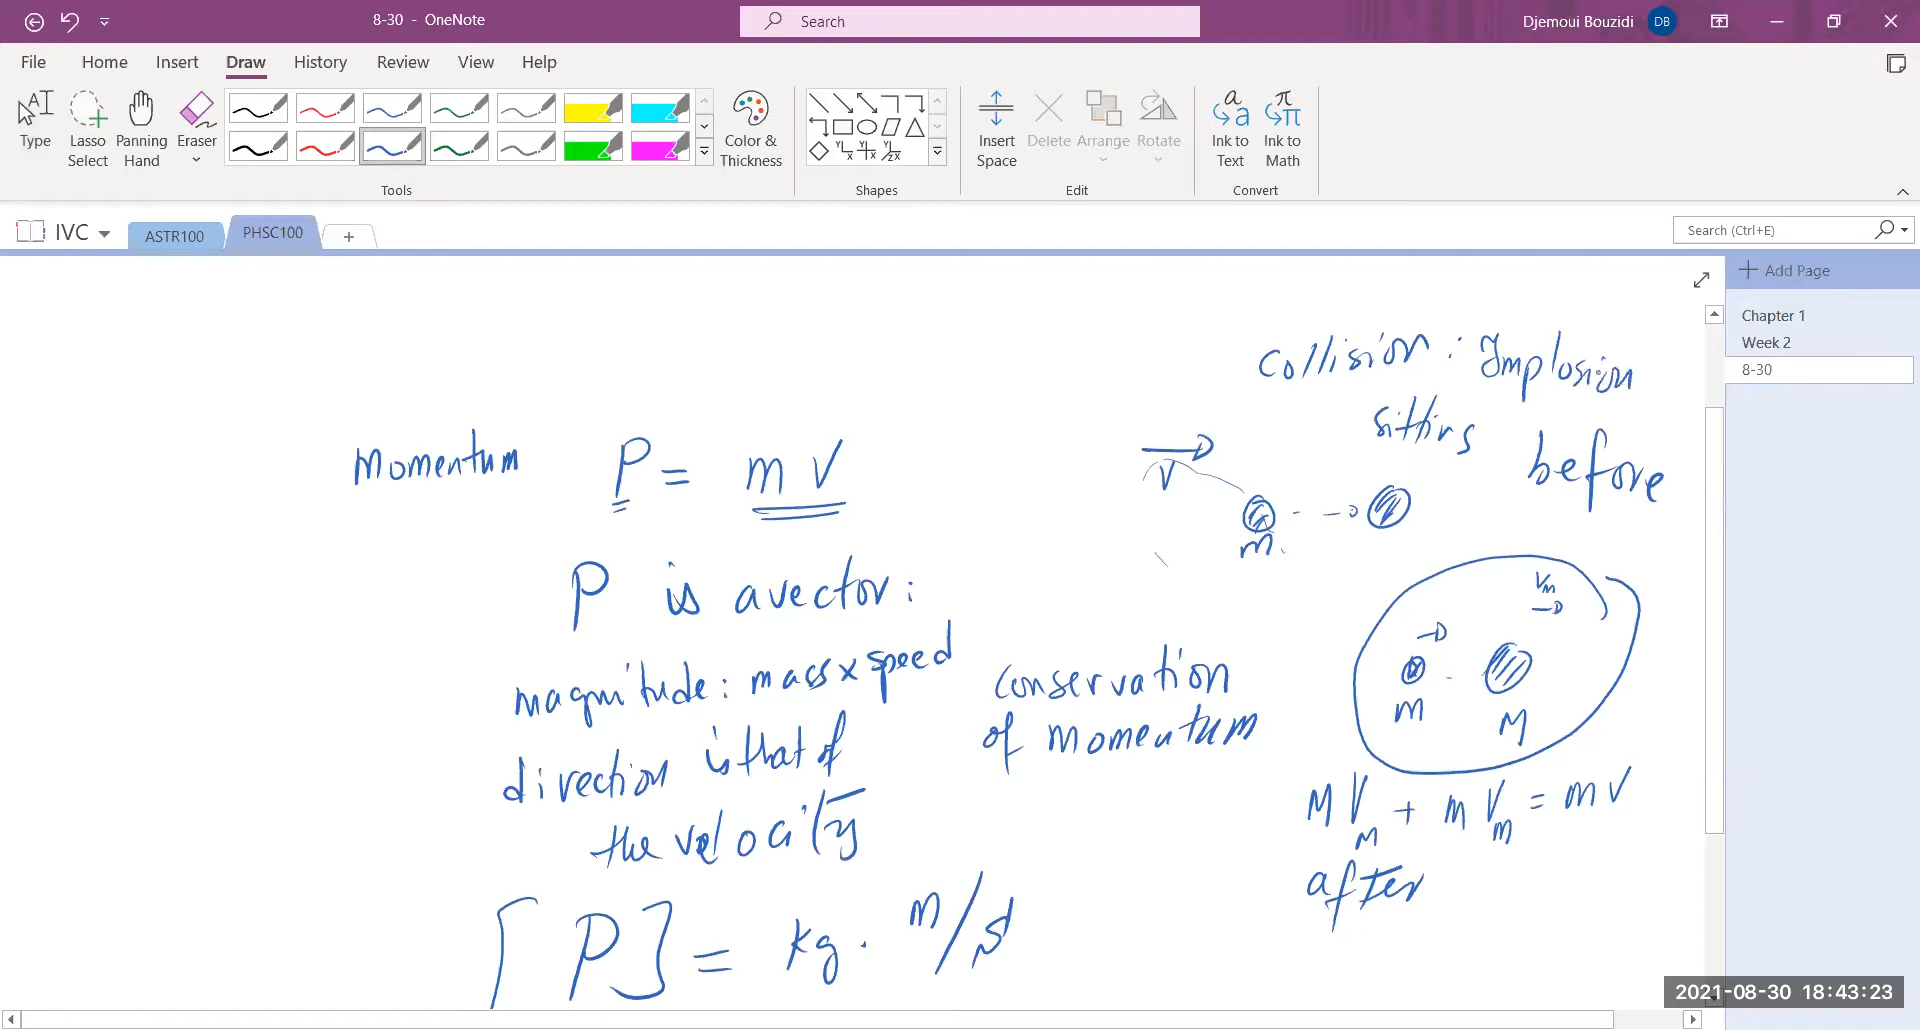 8-30 - OneNote
Search
Djemoui Bouzidi DB
File Home Insert Draw History Review View Help
Type
Lasso Select
Panning Hand
Eraser
Color & Thickness
Insert Space
Delete
Arrange
Rotate
Ink to Text
Ink to Math
Tools
Shapes
Edit
Convert
IVC
ASTR100
PHSC100
Search (Ctrl+E)
Add Page
Chapter 1
Week 2
8-30
Collision : Implosion
sitting
before
Momentum P = m V
V
m
P is a vector :
Vm
magnitude : mass x speed
direction is that of
the velocity
conservation
of momentum
m M
M VM + m Vm = m V
after
[P] = kg . m/s
2021-08-30 18:43:23